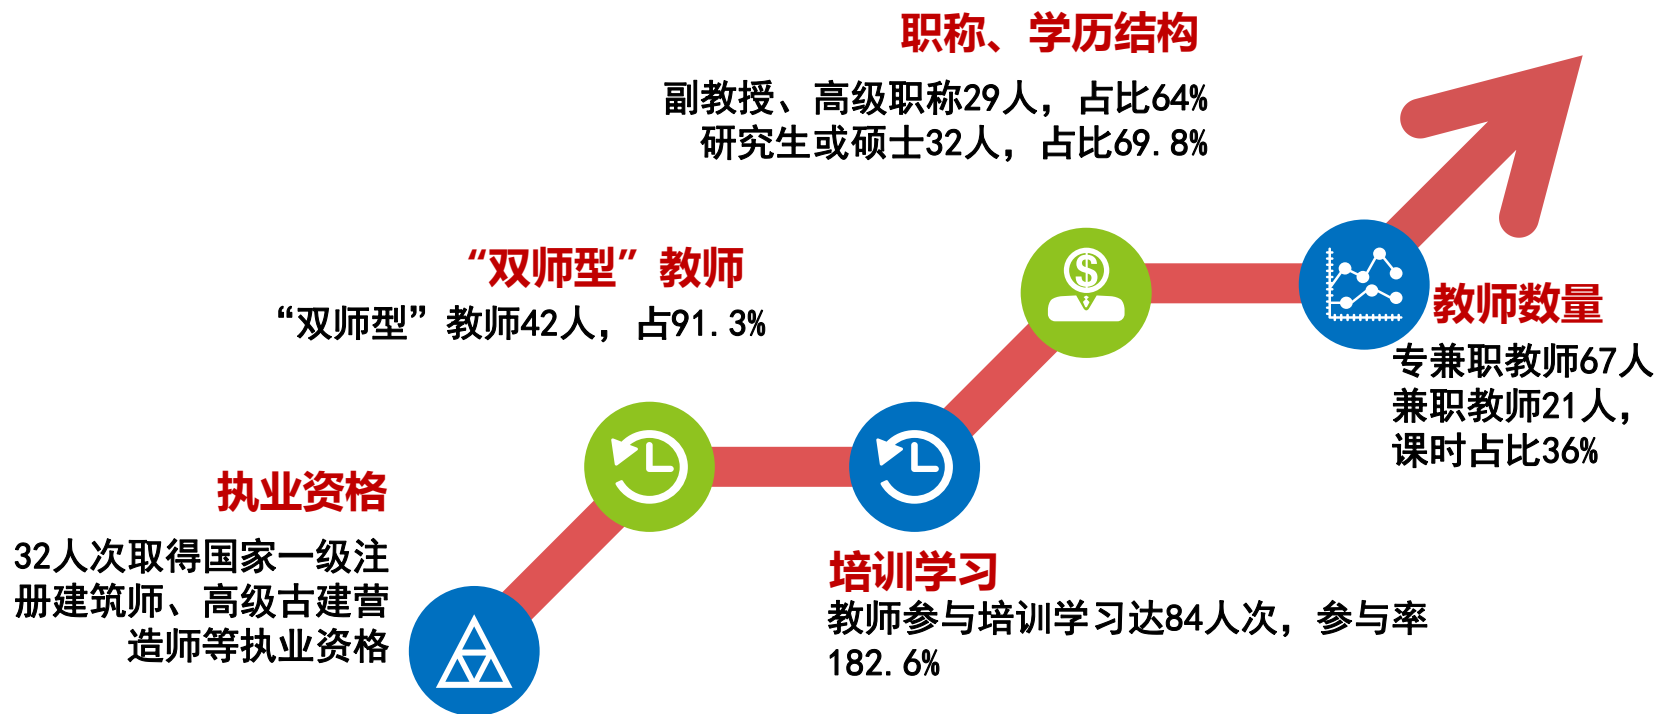 职称、学历结构
副教授、高级职称29人，占比64%
研究生或硕士32人，占比69.8%
“双师型”教师
“双师型”教师42人，占91.3%
教师数量
专兼职教师67人
兼职教师21人，
课时占比36%
执业资格
32人次取得国家一级注
册建筑师、高级古建营
造师等执业资格
培训学习
教师参与培训学习达84人次，参与率
182.6%